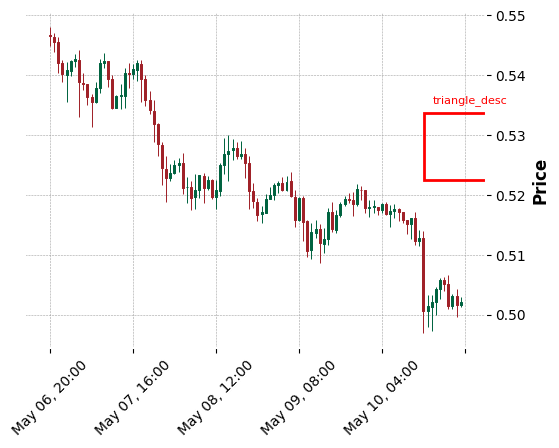 0.55
0.54
triangle_desc
0.53
0.52
0.51
0.50
Price
May 06, 20:00
May 07, 16:00
May 08, 12:00
May 09, 08:00
May 10, 04:00